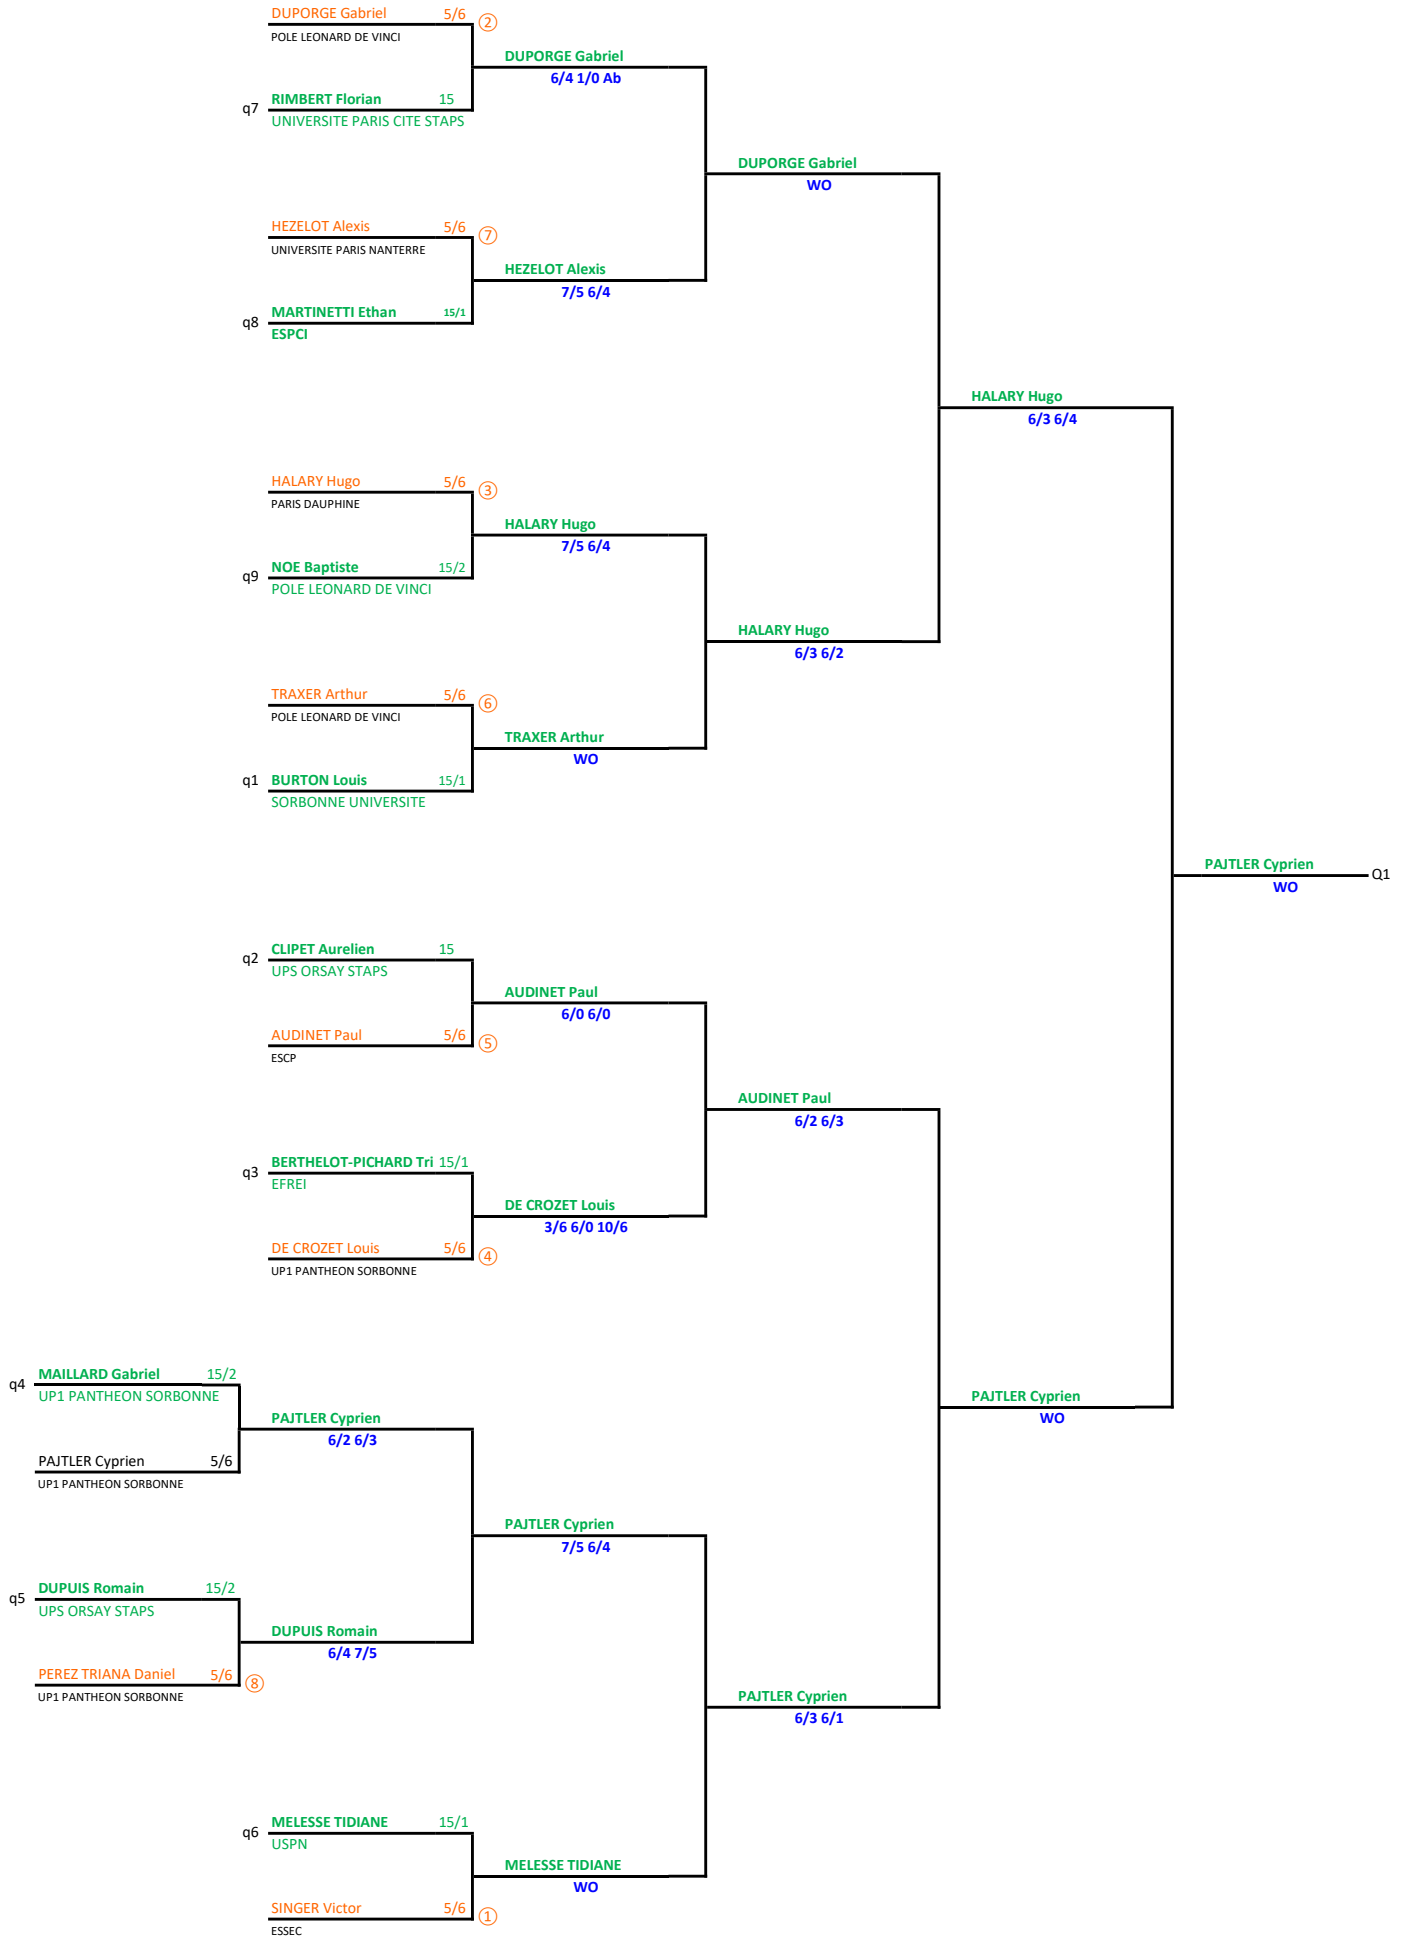 DUPORGE Gabriel 5/6 ②
POLE LEONARD DE VINCI
DUPORGE Gabriel
6/4 1/0 Ab
q7 RIMBERT Florian 15
UNIVERSITE PARIS CITE STAPS
DUPORGE Gabriel
WO
HEZELOT Alexis 5/6 ⑦
UNIVERSITE PARIS NANTERRE
HEZELOT Alexis
7/5 6/4
q8 MARTINETTI Ethan 15/1
ESPCI
HALARY Hugo
6/3 6/4
HALARY Hugo 5/6 ③
PARIS DAUPHINE
HALARY Hugo
7/5 6/4
q9 NOE Baptiste 15/2
POLE LEONARD DE VINCI
HALARY Hugo
6/3 6/2
TRAXER Arthur 5/6 ⑥
POLE LEONARD DE VINCI
TRAXER Arthur
WO
q1 BURTON Louis 15/1
SORBONNE UNIVERSITE
PAJTLER Cyprien
WO Q1
q2 CLIPET Aurelien 15
UPS ORSAY STAPS
AUDINET Paul
6/0 6/0
AUDINET Paul 5/6 ⑤
ESCP
AUDINET Paul
6/2 6/3
q3 BERTHELOT-PICHARD Tri 15/1
EFREI
DE CROZET Louis
3/6 6/0 10/6
DE CROZET Louis 5/6 ④
UP1 PANTHEON SORBONNE
q4 MAILLARD Gabriel 15/2
UP1 PANTHEON SORBONNE
PAJTLER Cyprien
WO
PAJTLER Cyprien
6/2 6/3
PAJTLER Cyprien 5/6
UP1 PANTHEON SORBONNE
PAJTLER Cyprien
7/5 6/4
q5 DUPUIS Romain 15/2
UPS ORSAY STAPS
DUPUIS Romain
6/4 7/5
PEREZ TRIANA Daniel 5/6 ⑧
UP1 PANTHEON SORBONNE
PAJTLER Cyprien
6/3 6/1
q6 MELESSE TIDIANE 15/1
USPN
MELESSE TIDIANE
WO
SINGER Victor 5/6 ①
ESSEC